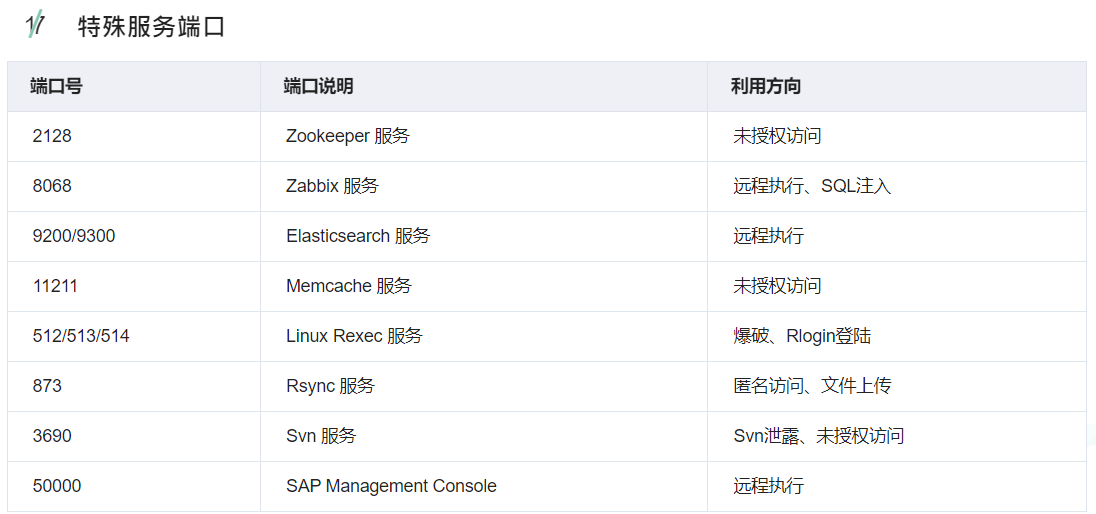 17 特殊服务端口
端口号 端口说明 利用方向
2128 Zookeeper 服务 未授权访问
8068 Zabbix 服务 远程执行、SQL注入
9200/9300 Elasticsearch 服务 远程执行
11211 Memcache 服务 未授权访问
512/513/514 Linux Rexec 服务 爆破、Rlogin登陆
873 Rsync 服务 匿名访问、文件上传
3690 Svn 服务 Svn泄露、未授权访问
50000 SAP Management Console 远程执行